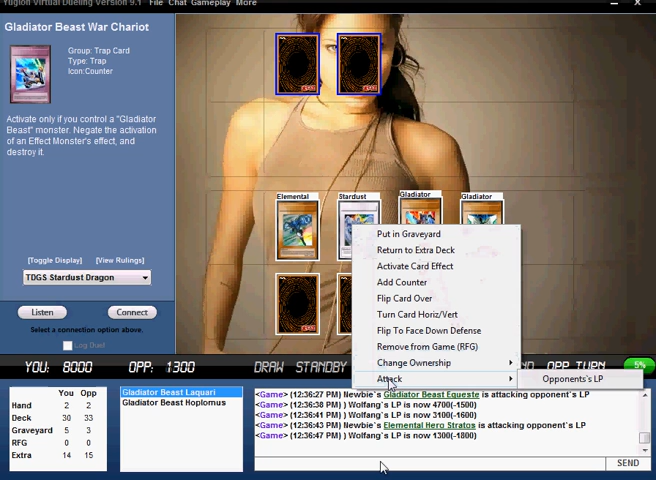 Yugioh Virtual Dueling Version 9.1 File Chat Gameplay More
Gladiator Beast War Chariot
Group: Trap Card
Type: Trap
Icon:Counter
Activate only if you control a "Gladiator
Beast" monster. Negate the activation
of an Effect Monster's effect, and
destroy it.
[Toggle Display] [View Rulings]
TDGS Stardust Dragon
Listen Connect
Select a connection option above.
Log Duel
Elemental Stardust Gladiator Gladiator
Put in Graveyard
Return to Extra Deck
Activate Card Effect
Add Counter
Flip Card Over
Turn Card Horiz/Vert
Flip To Face Down Defense
Remove from Game (RFG)
Change Ownership
Attack
Opponents's LP
YOU: 8000 OPP: 1300 DRAW STANDBY OPP TURN 5%
You Opp
Hand 2 2
Deck 30 33
Graveyard 5 3
RFG 0 0
Extra 14 15
Gladiator Beast Laquari
Gladiator Beast Hoplomus
<Game> (12:36:27 PM) Newbie`s Gladiator Beast Equeste is attacking opponent`s LP
<Game> (12:36:38 PM) ) Wolfang`s LP is now 4700(-1500)
<Game> (12:36:41 PM) ) Wolfang`s LP is now 3100(-1600)
<Game> (12:36:43 PM) Newbie`s Elemental Hero Stratos is attacking opponent`s LP
<Game> (12:36:47 PM) ) Wolfang`s LP is now 1300(-1800)
SEND